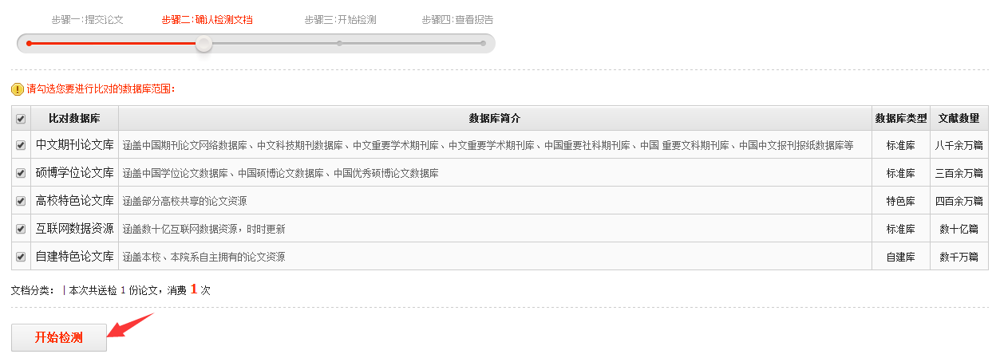 步骤一:提交论文 步骤二:确认检测文档 步骤三:开始检测 步骤四:查看报告
请勾选您要进行比对的数据库范围:
比对数据库 数据库简介 数据库类型 文献数量
中文期刊论文库 涵盖中国期刊论文网络数据库、中文科技期刊数据库、中文重要学术期刊库、中文重要学术期刊库、中国重要社科期刊库、中国 重要文科期刊库、中国中文报刊报纸数据库等 标准库 八千余万篇
硕博学位论文库 涵盖中国学位论文数据库、中国硕博论文数据库、中国优秀硕博论文数据库 标准库 三百余万篇
高校特色论文库 涵盖部分高校共享的论文资源 特色库 四百余万篇
互联网数据资源 涵盖数十亿互联网数据资源，时时更新 标准库 数十亿篇
自建特色论文库 涵盖本校、本院系自主拥有的论文资源 自建库 数千万篇
文档分类： | 本次共送检 1 份论文，消费 1 次
开始检测